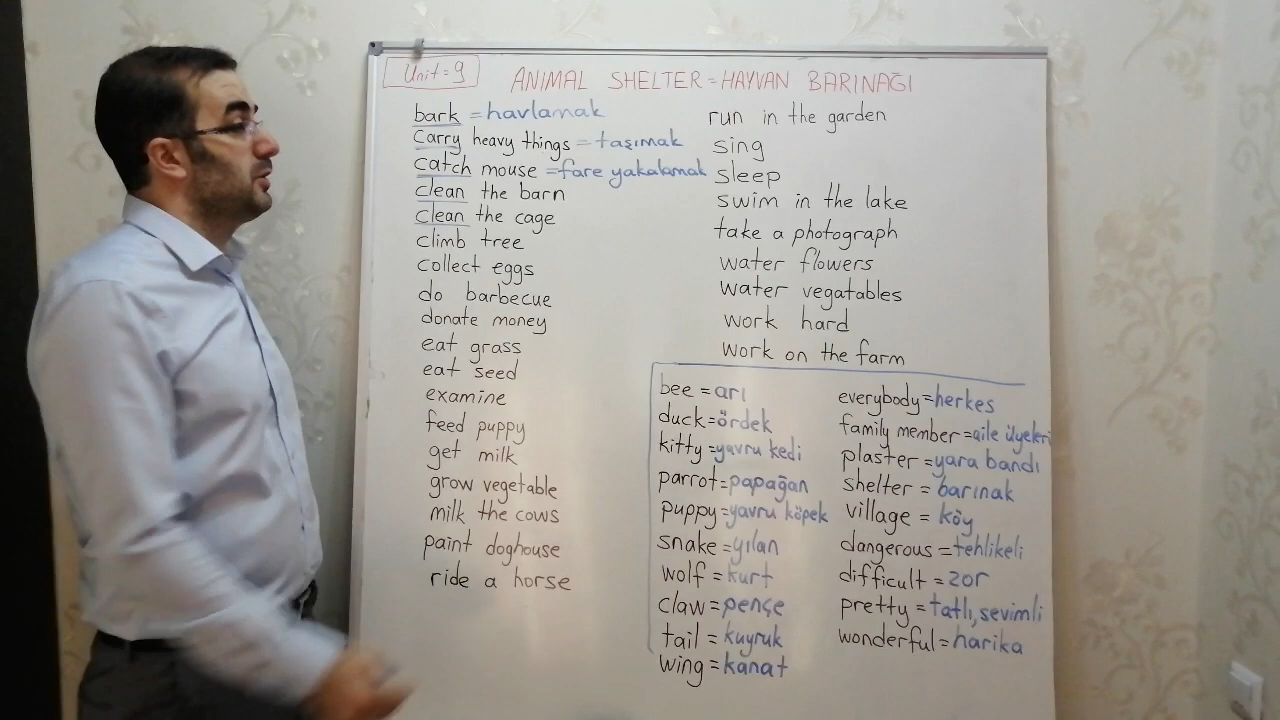 Unit=9
ANIMAL SHELTER=HAYVAN BARINAĞI
bark =havlamak
carry heavy things =taşımak
catch mouse =fare yakalamak
clean the barn
clean the cage
climb tree
collect eggs
do barbecue
donate money
eat grass
eat seed
examine
feed puppy
get milk
grow vegetable
milk the cows
paint doghouse
ride a horse
run in the garden
sing
sleep
swim in the lake
take a photograph
water flowers
water vegatables
work hard
work on the farm
bee =arı
duck=ördek
kitty =yavru kedi
parrot=papağan
puppy=yavru köpek
snake=yılan
wolf=kurt
claw=pençe
tail =kuyruk
wing=kanat
everybody=herkes
family member=aile üyeleri
plaster =yara bandı
shelter = barınak
village = köy
dangerous =tehlikeli
difficult = zor
pretty =tatlı, sevimli
wonderful= harika